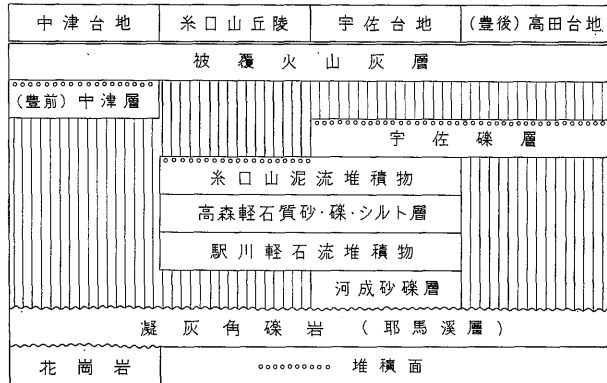 中津台地 糸口山丘陵 宇佐台地 (豊後)高田台地
被覆火山灰層
(豊前)中津層
宇佐礫層
糸口山泥流堆積物
高森軽石質砂・礫・シルト層
駅川軽石流堆積物
河成砂礫層
凝灰角礫岩(耶馬溪層)
花崗岩 堆積面